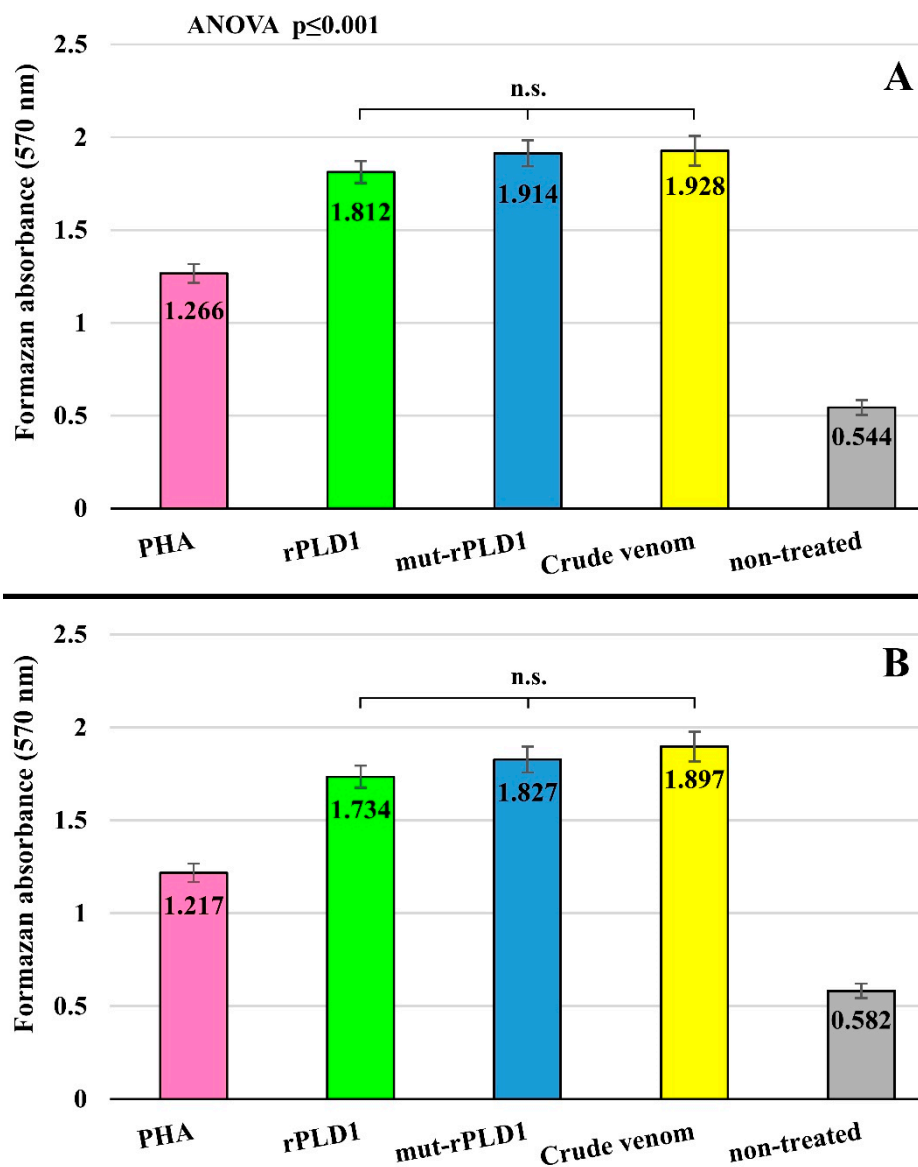 ANOVA p≤0.001
A
Formazan absorbance (570 nm)
2.5
2
1.5
1
0.5
0
n.s.
1.266
1.812
1.914
1.928
0.544
PHA
rPLD1
mut-rPLD1
Crude venom
non-treated
B
Formazan absorbance (570 nm)
2.5
2
1.5
1
0.5
0
n.s.
1.217
1.734
1.827
1.897
0.582
PHA
rPLD1
mut-rPLD1
Crude venom
non-treated